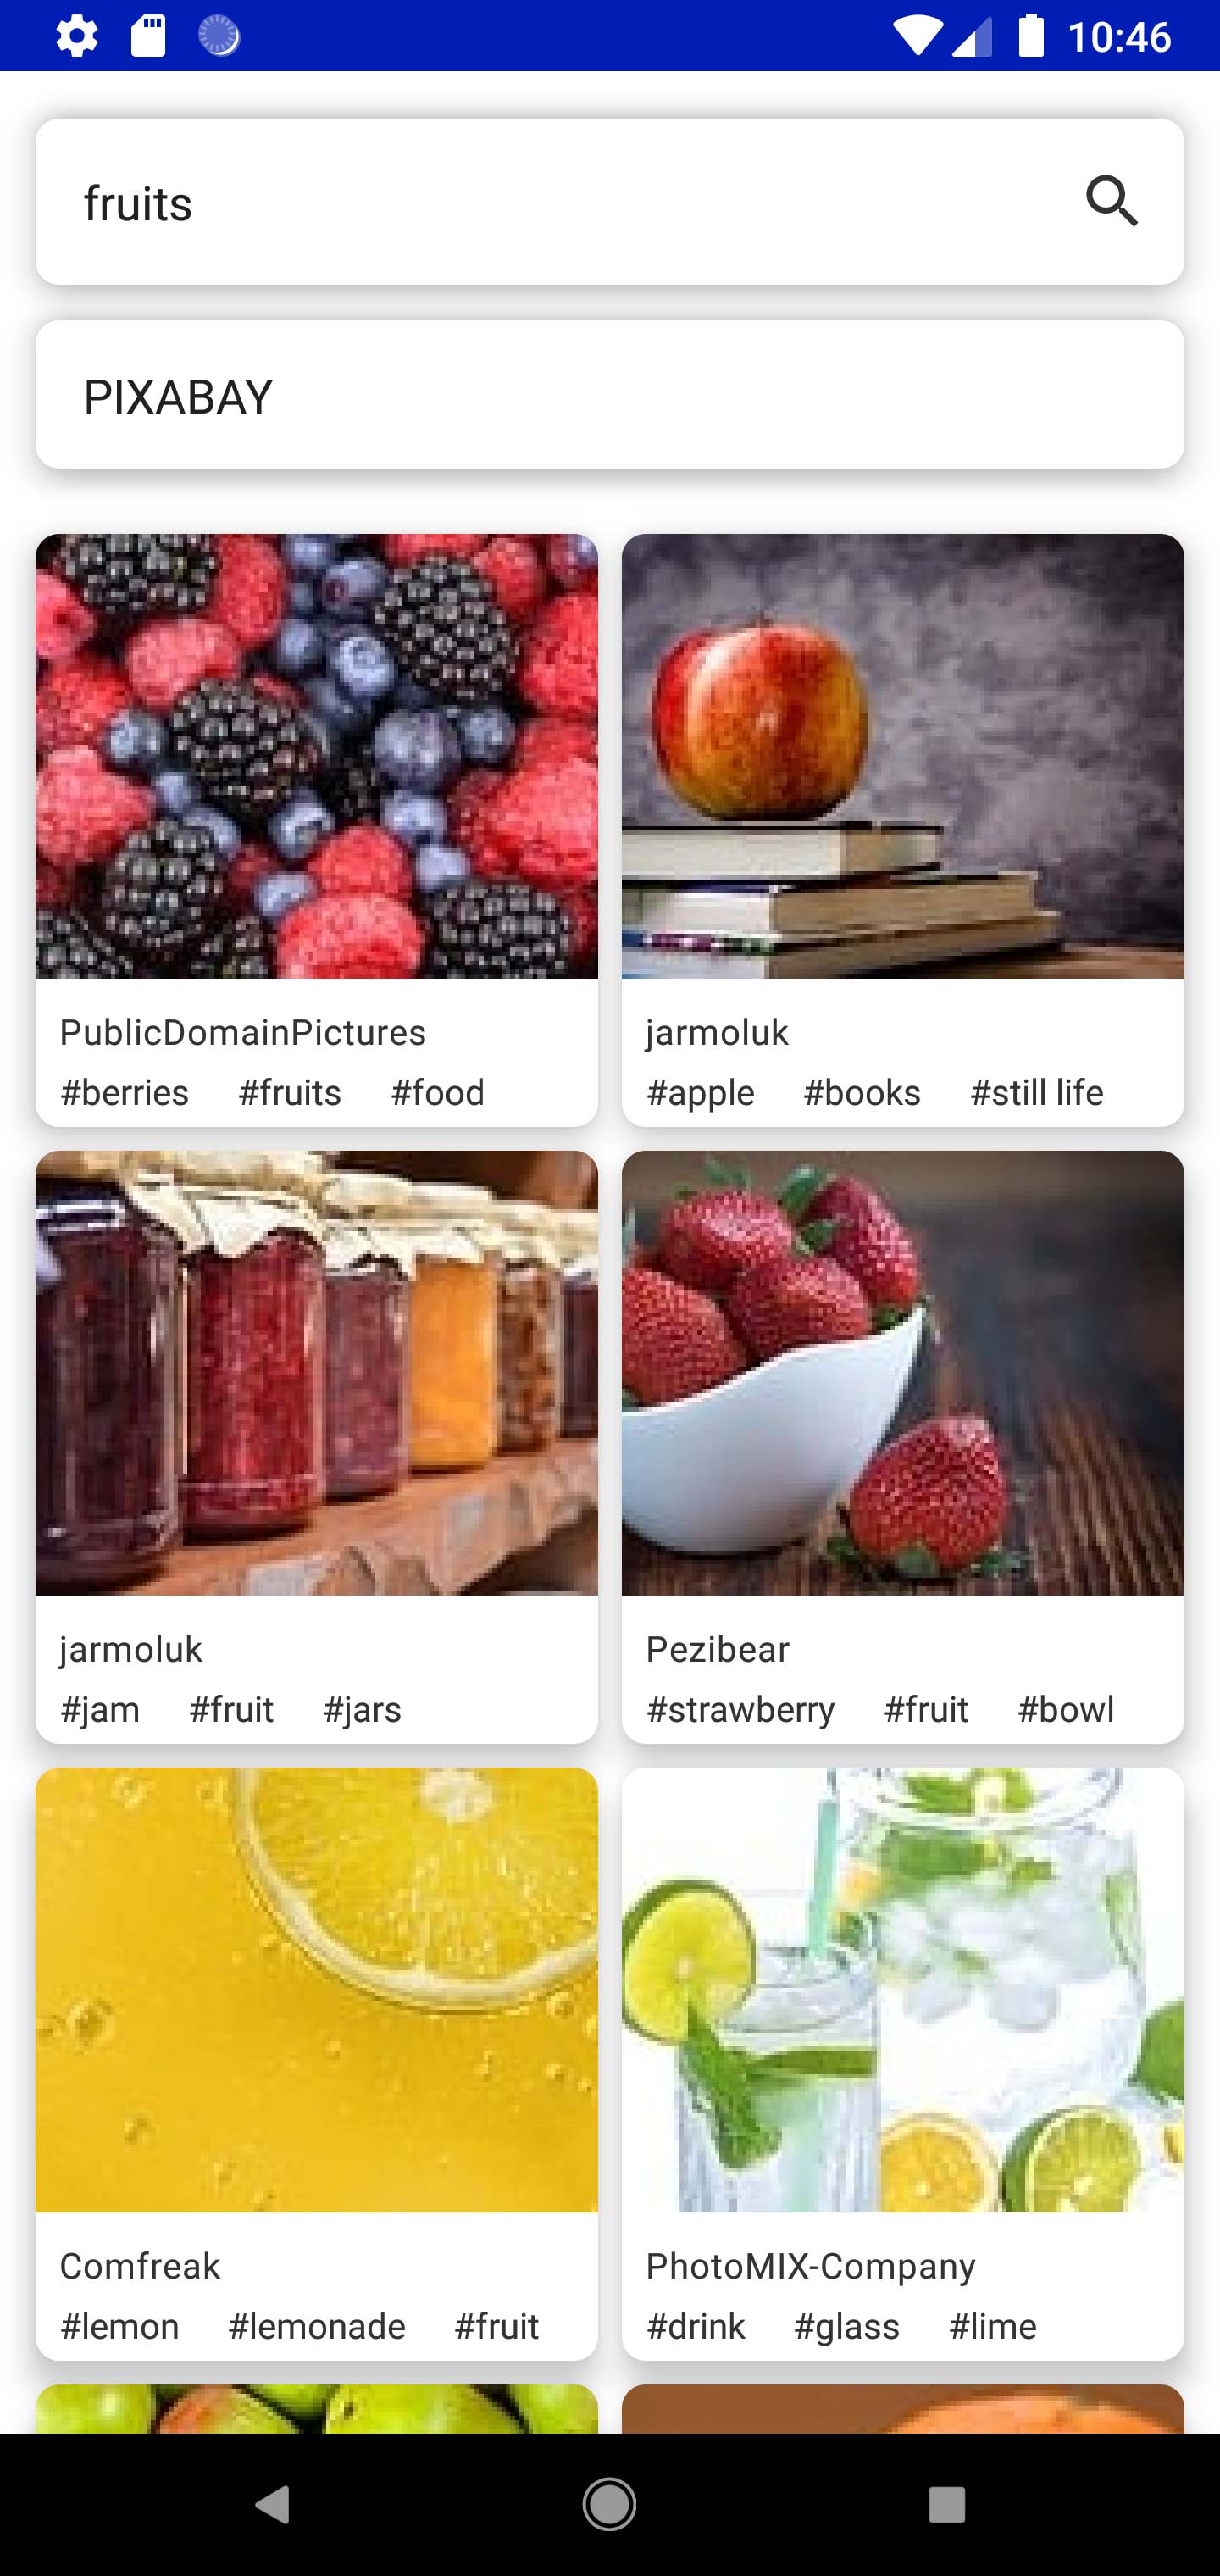 10:46
fruits
PIXABAY
PublicDomainPictures
#berries #fruits #food
jarmoluk
#apple #books #still life
jarmoluk
#jam #fruit #jars
Pezibear
#strawberry #fruit #bowl
Comfreak
#lemon #lemonade #fruit
PhotoMIX-Company
#drink #glass #lime